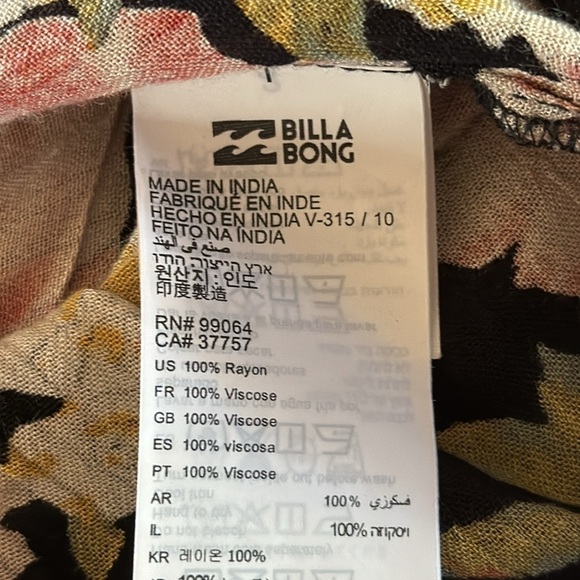 BILLA
BONG
MADE IN INDIA
FABRIQUÉ EN INDE
HECHO EN INDIA V-315 / 10
FEITO NA ÍNDIA
صنع في الهند
ארץ הייצור: הודו
원산지 : 인도
印度製造
RN# 99064
CA# 37757
US 100% Rayon
FR 100% Viscose
GB 100% Viscose
ES 100% viscosa
PT 100% Viscose
AR فسكوزي %100
IL ויסקוזה 100%
KR 레이온 100%